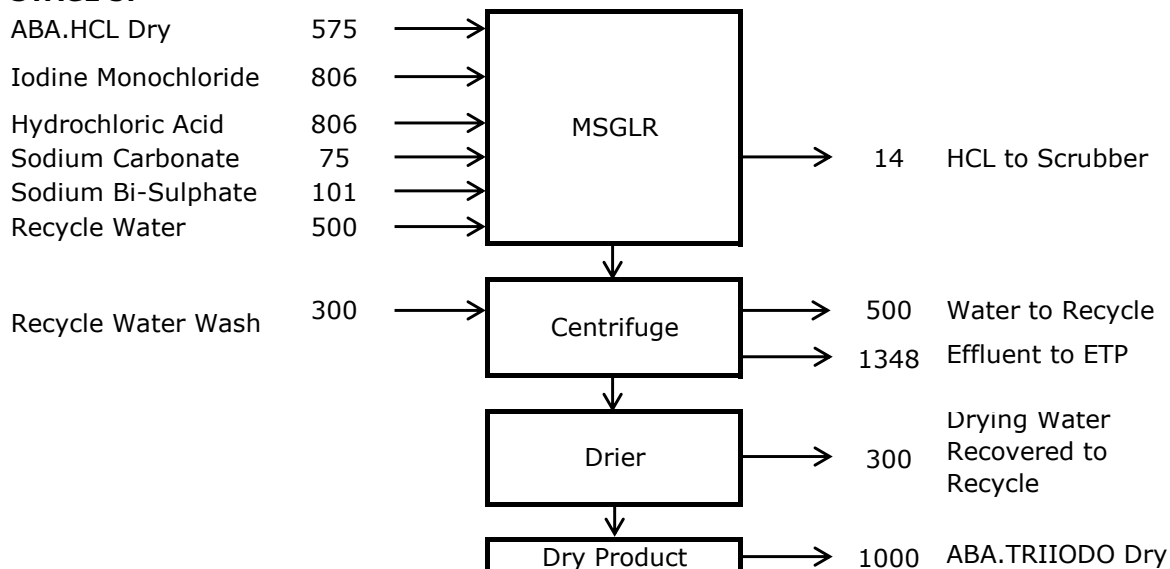 ABA.HCL Dry 575
Iodine Monochloride 806
Hydrochloric Acid 806
MSGLR
Sodium Carbonate 75
14 HCL to Scrubber
Sodium Bi-Sulphate 101
Recycle Water 500
Recycle Water Wash 300
Centrifuge
500 Water to Recycle
1348 Effluent to ETP
Drier
300
Drying Water
Recovered to
Recycle
Dry Product
1000 ABA.TRIIODO Dry